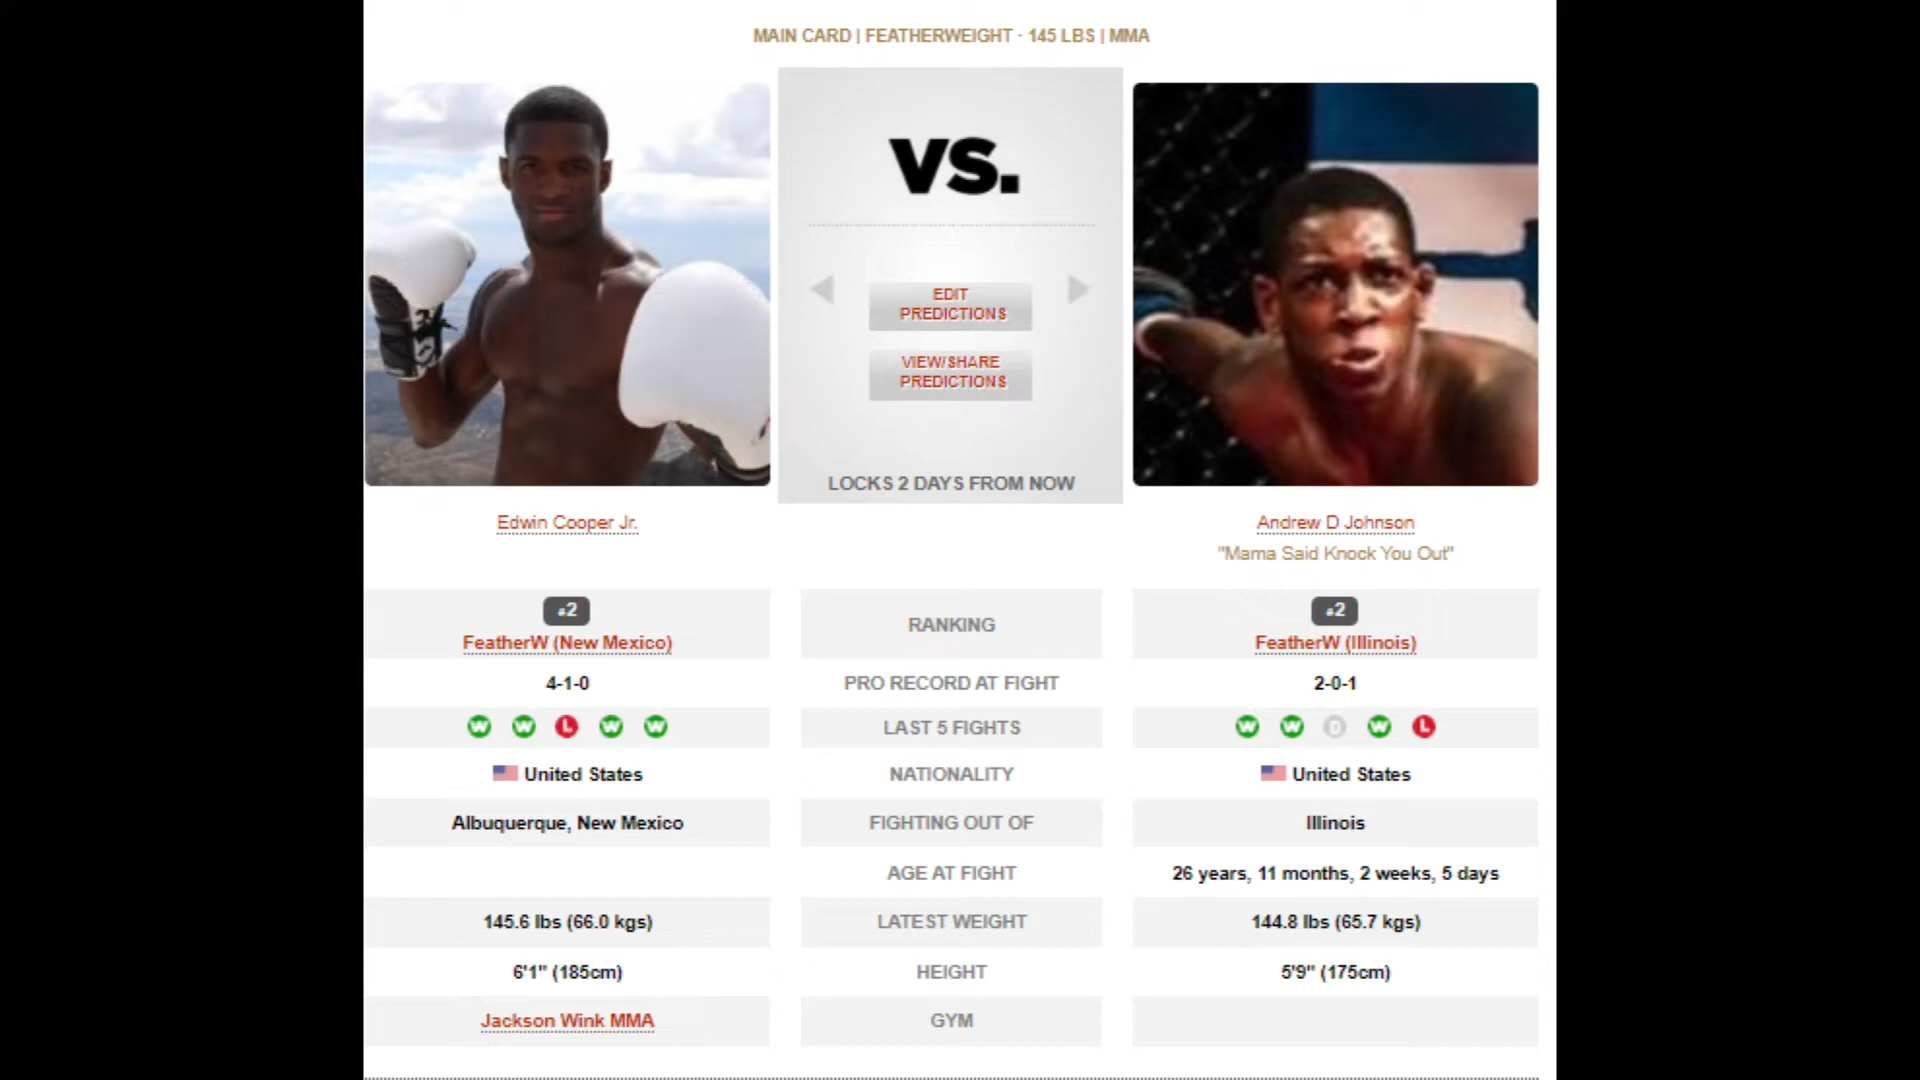 MAIN CARD | FEATHERWEIGHT · 145 LBS | MMA
VS.
EDIT
PREDICTIONS
VIEW/SHARE
PREDICTIONS
LOCKS 2 DAYS FROM NOW
Edwin Cooper Jr.
Andrew D Johnson
"Mama Said Knock You Out"
#2 #2
FeatherW (New Mexico) RANKING FeatherW (Illinois)
4-1-0 PRO RECORD AT FIGHT 2-0-1
W W L W W LAST 5 FIGHTS W W D W L
United States NATIONALITY United States
Albuquerque, New Mexico FIGHTING OUT OF Illinois
AGE AT FIGHT 26 years, 11 months, 2 weeks, 5 days
145.6 lbs (66.0 kgs) LATEST WEIGHT 144.8 lbs (65.7 kgs)
6'1" (185cm) HEIGHT 5'9" (175cm)
Jackson Wink MMA GYM